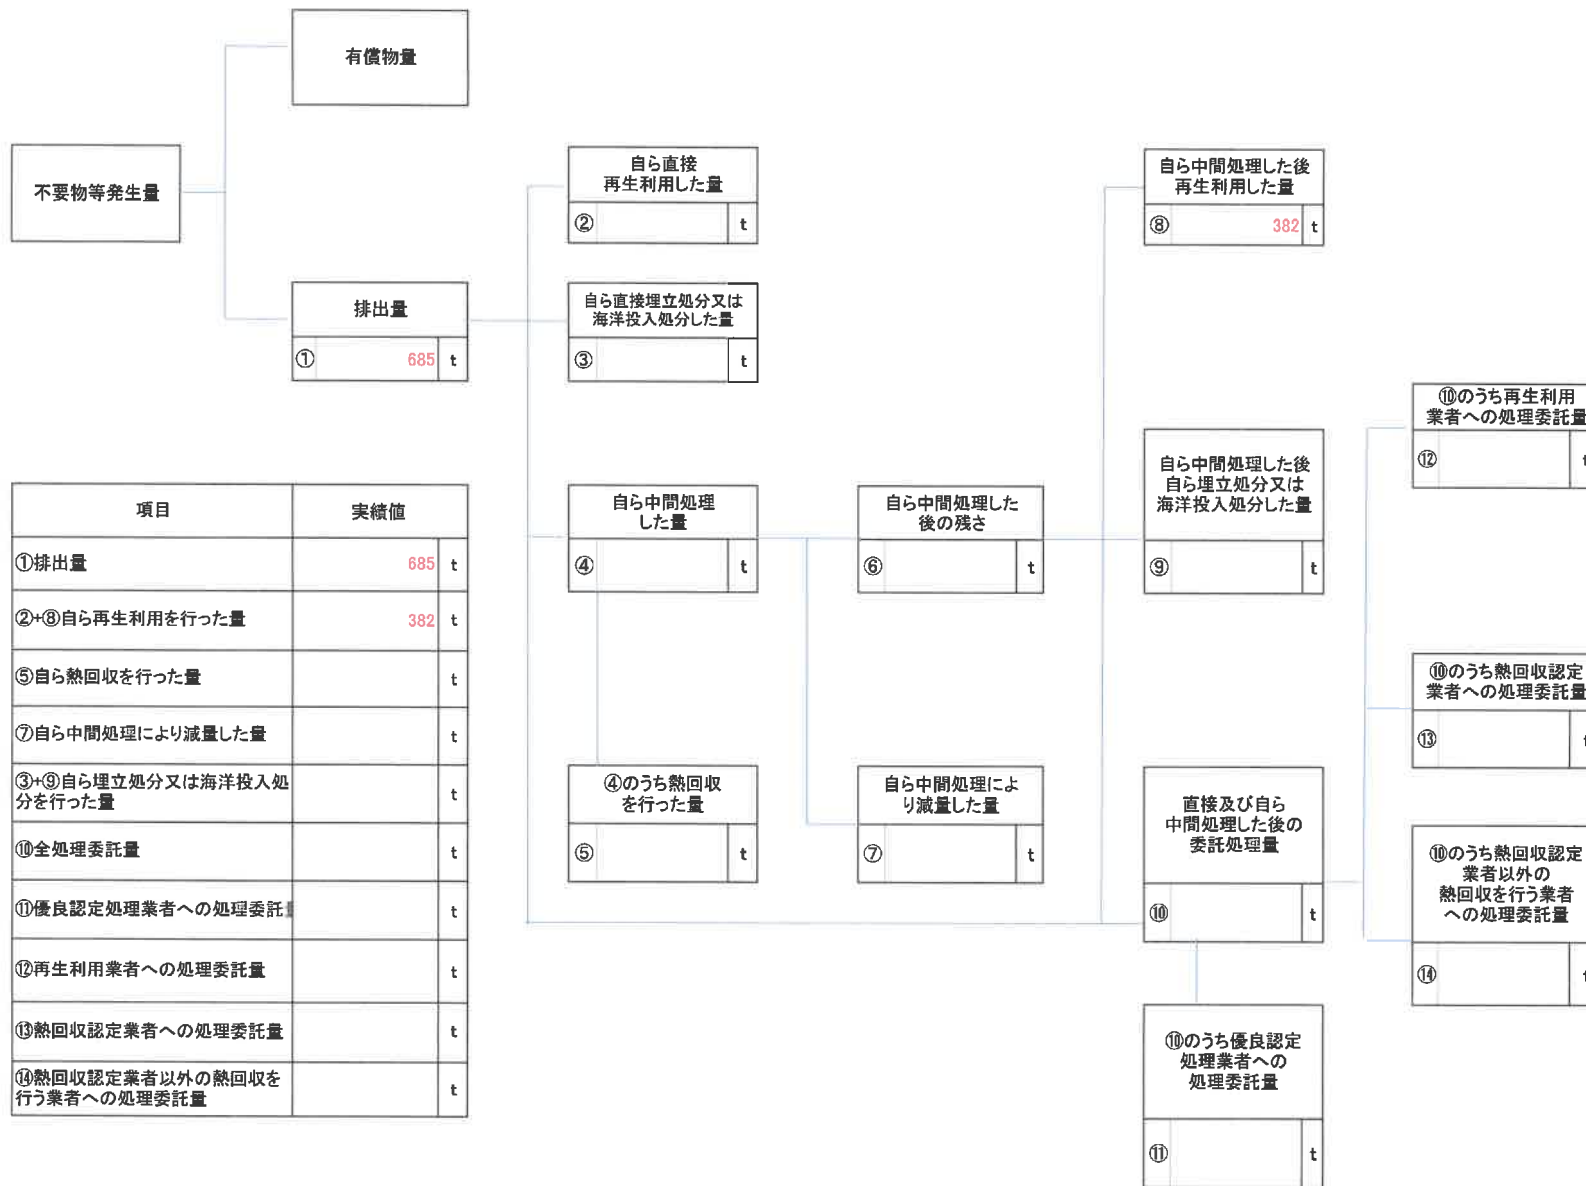 有償物量
不要物等発生量
排出量
① 685 t
自ら直接
再生利用した量
② t
自ら直接埋立処分又は
海洋投入処分した量
③ t
自ら中間処理
した量
④ t
④のうち熱回収
を行った量
⑤ t
自ら中間処理した
後の残さ
⑥ t
自ら中間処理によ
り減量した量
⑦ t
自ら中間処理した後
再生利用した量
⑧ 382 t
自ら中間処理した後
自ら埋立処分又は
海洋投入処分した量
⑨ t
直接及び自ら
中間処理した後の
委託処理量
⑩ t
⑩のうち優良認定
処理業者への
処理委託量
⑪ t
⑩のうち再生利用
業者への処理委託量
⑫ t
⑩のうち熱回収認定
業者への処理委託量
⑬ t
⑩のうち熱回収認定
業者以外の
熱回収を行う業者
への処理委託量
⑭ t
項目 実績値
①排出量 685 t
②+⑧自ら再生利用を行った量 382 t
⑤自ら熱回収を行った量 t
⑦自ら中間処理により減量した量 t
③+⑨自ら埋立処分又は海洋投入処
分を行った量 t
⑩全処理委託量 t
⑪優良認定処理業者への処理委託 t
⑫再生利用業者への処理委託量 t
⑬熱回収認定業者への処理委託量 t
⑭熱回収認定業者以外の熱回収を
行う業者への処理委託量 t